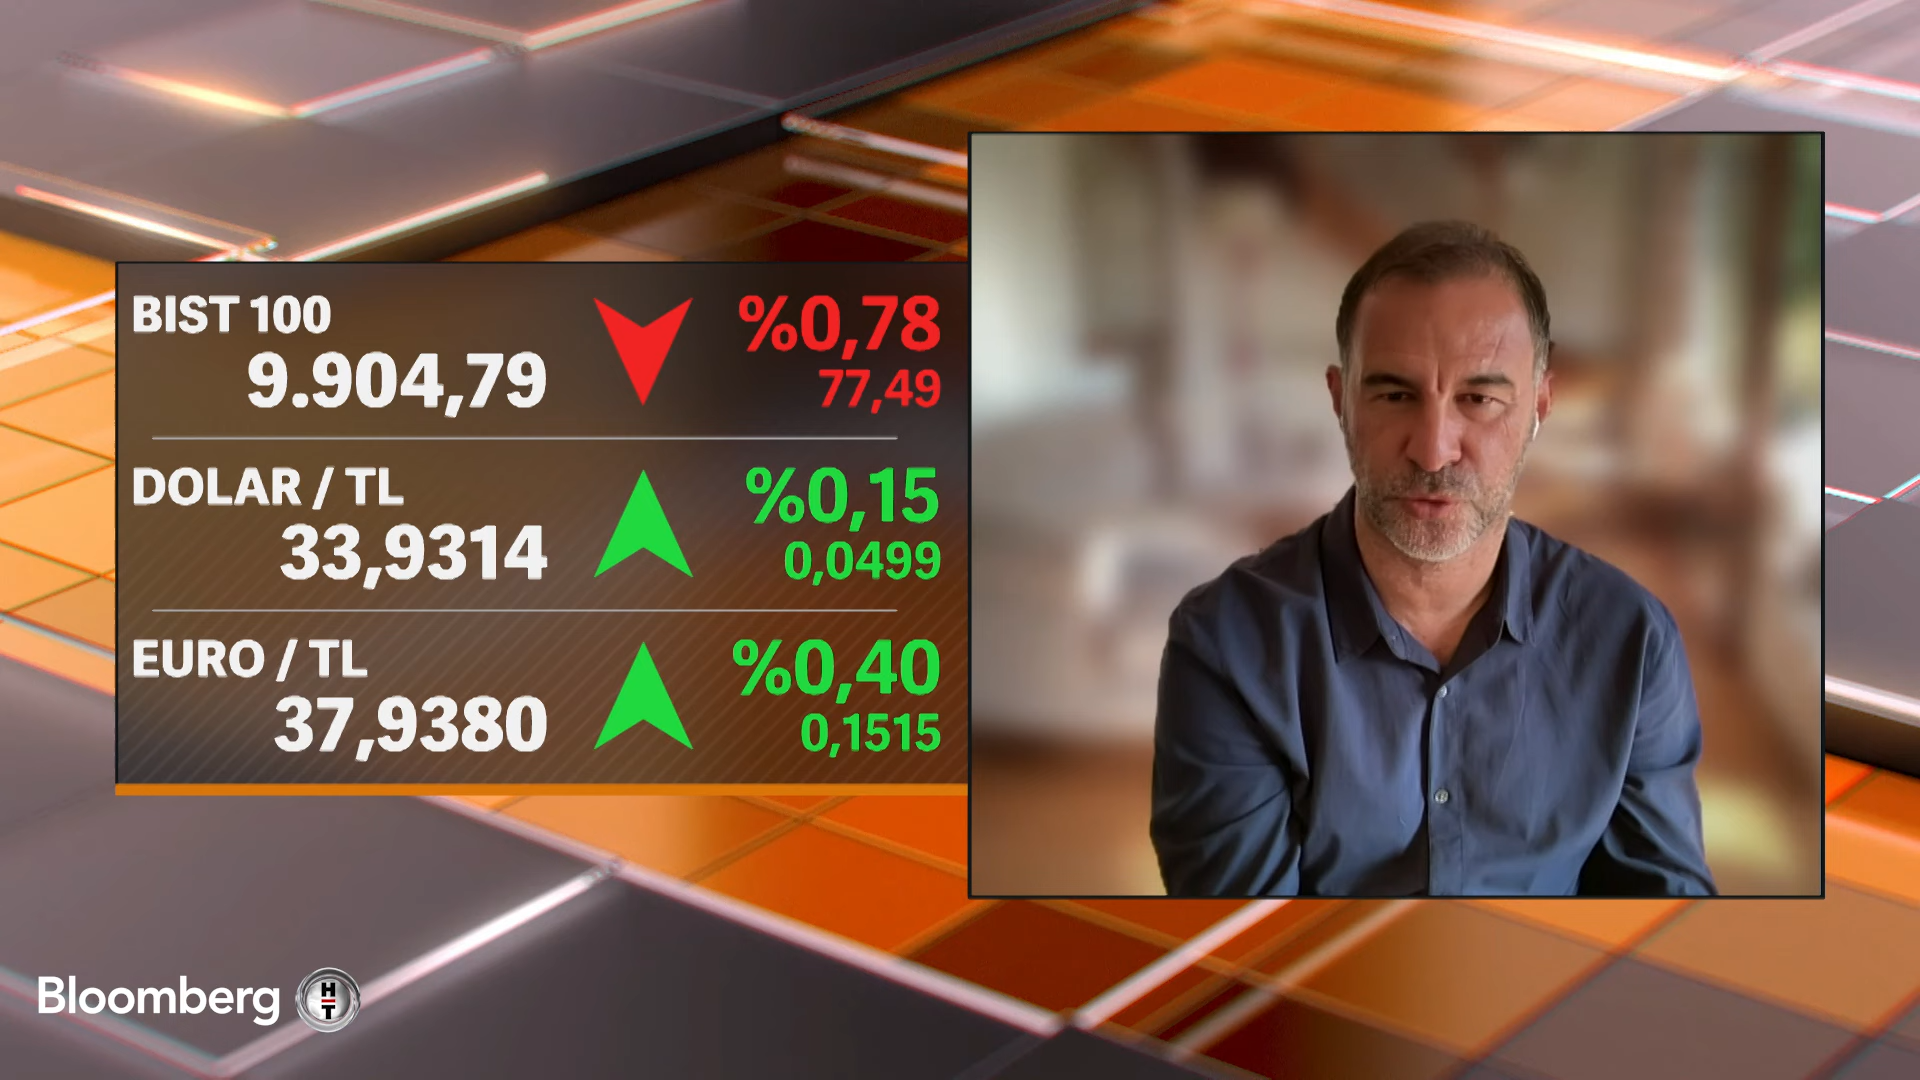 BIST 100
9.904,79
%0,78
77,49
DOLAR / TL
33,9314
%0,15
0,0499
EURO / TL
37,9380
%0,40
0,1515
Bloomberg HT